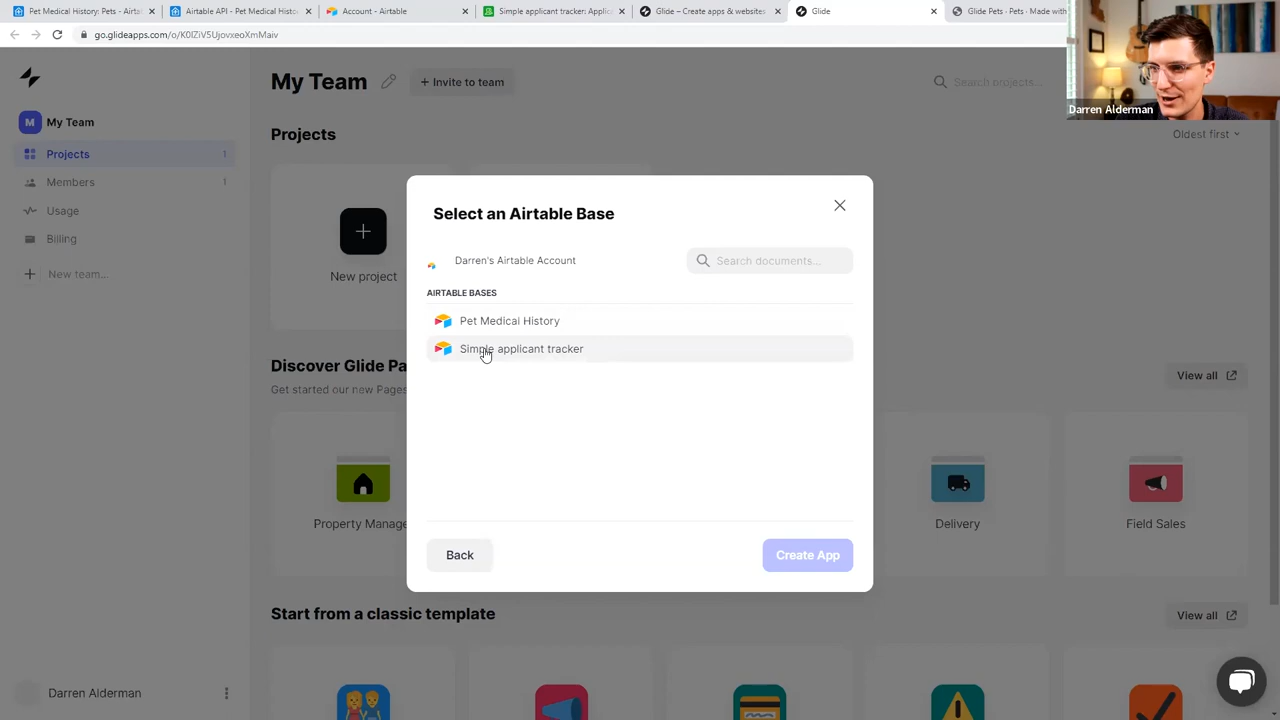 Pet Medical History: Pets - Airta
Airtable API - Pet Medical Histo
Account - Airtable
Simple applicant tracker: Applic
Glide – Create apps & websites
Glide
Glide Pets · Pets · Made with
go.glideapps.com/o/K0lZiV5UjovxeoXmMaiv
Darren Alderman
My Team
+ Invite to team
Search projects...
M My Team
Projects 1
Members 1
Usage
Billing
New team...
Projects
Oldest first
New project
Select an Airtable Base
Darren's Airtable Account
Search documents...
AIRTABLE BASES
Pet Medical History
Simple applicant tracker
Back
Create App
Discover Glide Pa
Get started our new Pages
View all
Property Manage
Delivery
Field Sales
Start from a classic template
View all
Darren Alderman